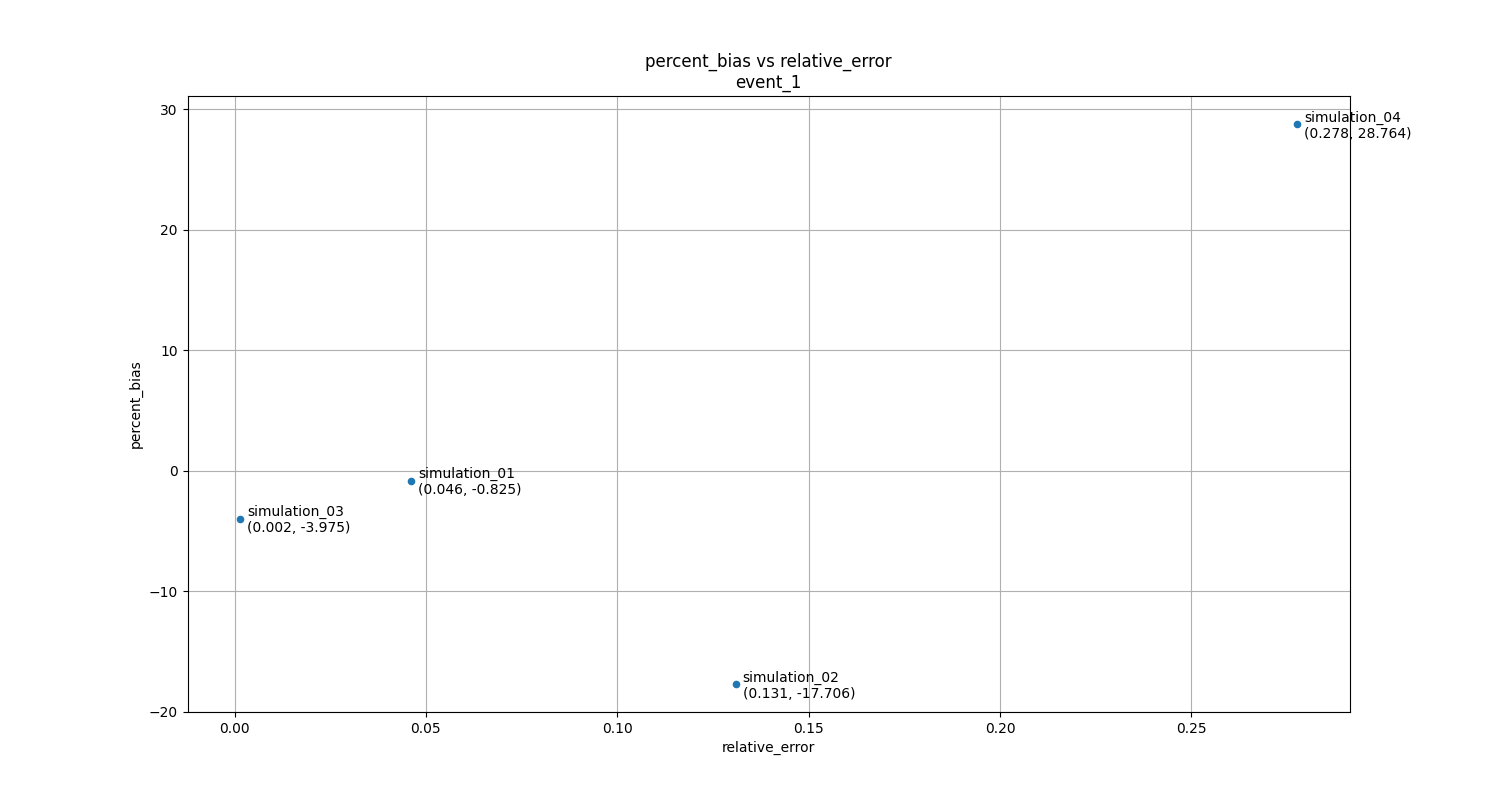 percent_bias vs relative_error
event_1
30
simulation_04
(0.278, 28.764)
20
10
percent_bias
0
simulation_01
(0.046, -0.825)
simulation_03
(0.002, -3.975)
−10
simulation_02
(0.131, -17.706)
−20
0.00 0.05 0.10 0.15 0.20 0.25
relative_error